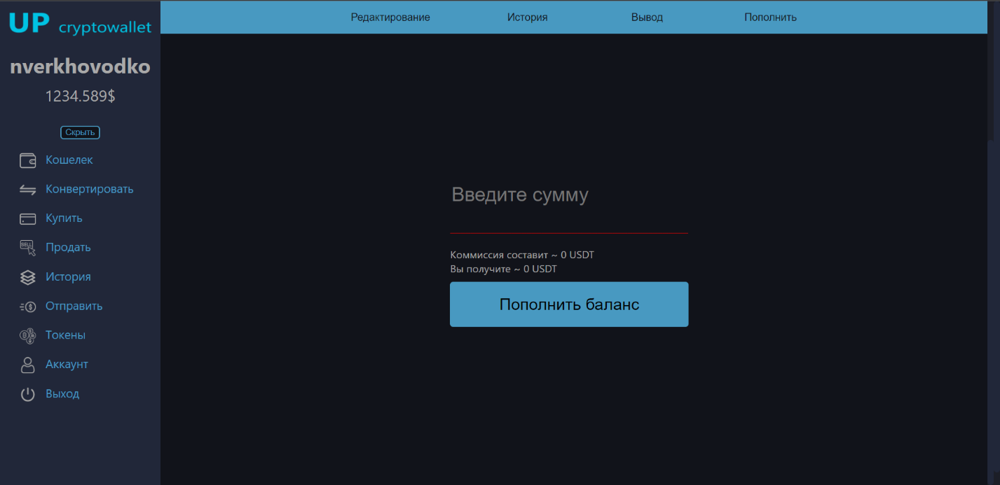 UP cryptowallet
nverkhovodko
1234.589$
Скрыть
Кошелек
Конвертировать
Купить
SELL
Продать
История
Отправить
Токены
Аккаунт
Выход
Редактирование История Вывод Пополнить
Введите сумму
Коммиссия составит ~ 0 USDT
Вы получите ~ 0 USDT
Пополнить баланс